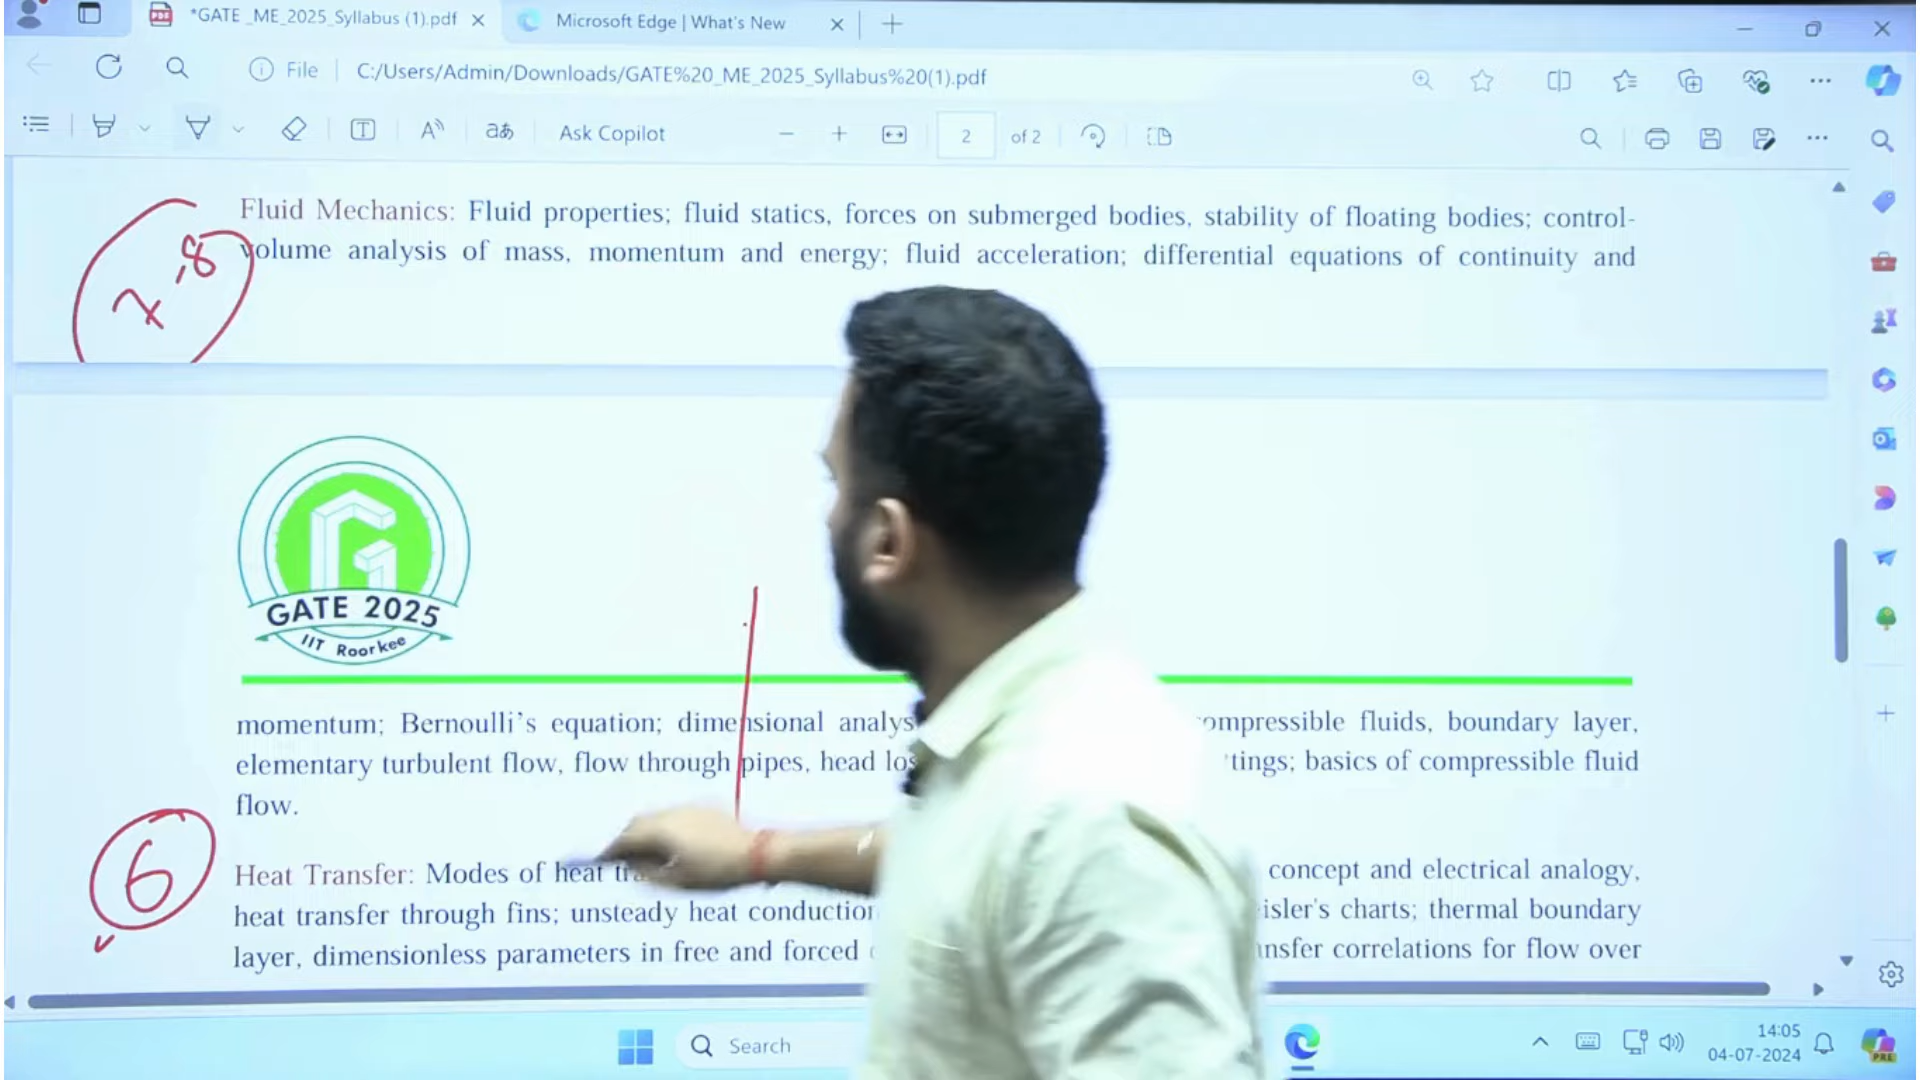 *GATE _ME_2025_Syllabus (1).pdf
Microsoft Edge | What's New
File
C:/Users/Admin/Downloads/GATE%20_ME_2025_Syllabus%20(1).pdf
Ask Copilot
2 of 2
Fluid Mechanics: Fluid properties; fluid statics, forces on submerged bodies, stability of floating bodies; control-
volume analysis of mass, momentum and energy; fluid acceleration; differential equations of continuity and
GATE 2025
IIT Roorkee
momentum; Bernoulli's equation; dimensional analys ompressible fluids, boundary layer,
elementary turbulent flow, flow through pipes, head los tings; basics of compressible fluid
flow.
6
Heat Transfer: Modes of heat tra concept and electrical analogy,
heat transfer through fins; unsteady heat conduction isler's charts; thermal boundary
layer, dimensionless parameters in free and forced nsfer correlations for flow over
Search
14:05
04-07-2024
PRE